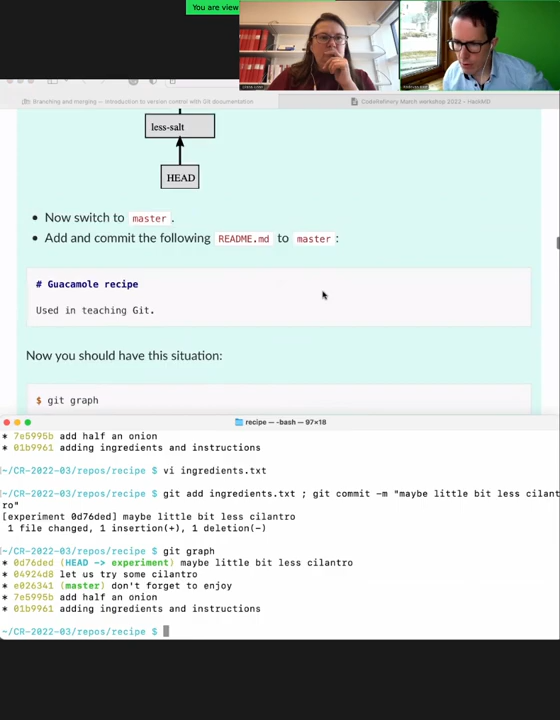 You are view
Branching and merging — Introduction to version control with Git documentation
CodeRefinery March workshop 2022 - HackMD
less-salt
HEAD
• Now switch to master .
• Add and commit the following README.md to master :
# Guacamole recipe
Used in teaching Git.
Now you should have this situation:
$ git graph
recipe — -bash — 97×18
* 7e5995b add half an onion
* 01b9961 adding ingredients and instructions
[~/CR-2022-03/repos/recipe $ vi ingredients.txt
[~/CR-2022-03/repos/recipe $ git add ingredients.txt ; git commit -m "maybe little bit less cilant
ro"
[experiment 0d76ded] maybe little bit less cilantro
1 file changed, 1 insertion(+), 1 deletion(-)
[~/CR-2022-03/repos/recipe $ git graph
* 0d76ded (HEAD -> experiment) maybe little bit less cilantro
* 04924d8 let us try some cilantro
* e026341 (master) don't forget to enjoy
* 7e5995b add half an onion
* 01b9961 adding ingredients and instructions
~/CR-2022-03/repos/recipe $